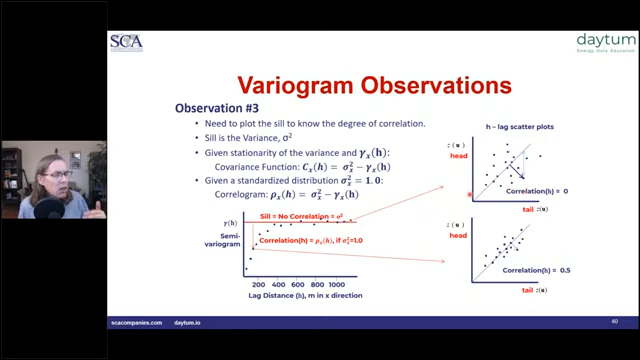 SCA
daytum
Energy, Data, Education
Variogram Observations
Observation #3
• Need to plot the sill to know the degree of correlation.
• Sill is the Variance, σ²
• Given stationarity of the variance and γₓ(h):
Covariance Function: Cₓ(h) = σₓ² − γₓ(h)
• Given a standardized distribution σₓ² = 1.0:
Correlogram: ρₓ(h) = σₓ² − γₓ(h)
γ(h)
Sill = No Correlation = σ²
Semi-
variogram
Correlation(h) = ρₓ(h), if σₓ²=1.0
200 400 600 800 1000
Lag Distance (h), m in x direction
h – lag scatter plots
z(u)
head
Correlation(h) = 0
tail z(u)
z(u)
head
Correlation(h) = 0.5
tail z(u)
scacompanies.com daytum.io
40